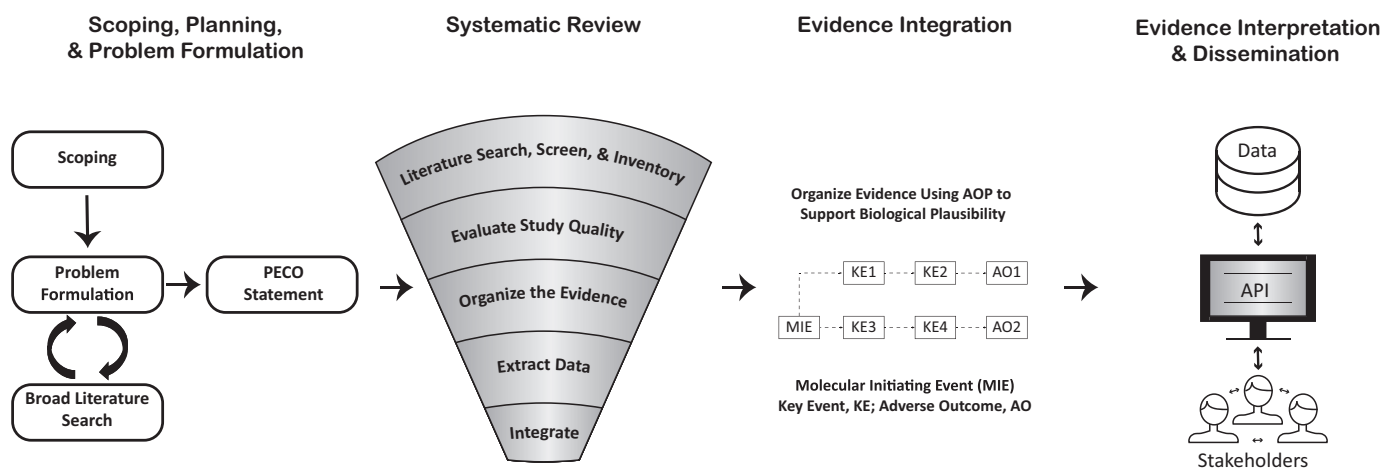 Scoping, Planning,
& Problem Formulation
Systematic Review
Evidence Integration
Evidence Interpretation
& Dissemination
Scoping
Problem
Formulation
PECO
Statement
Broad Literature
Search
Literature Search, Screen, & Inventory
Evaluate Study Quality
Organize the Evidence
Extract Data
Integrate
Organize Evidence Using AOP to
Support Biological Plausibility
KE1
KE2
AO1
MIE
KE3
KE4
AO2
Molecular Initiating Event (MIE)
Key Event, KE; Adverse Outcome, AO
Data
API
Stakeholders